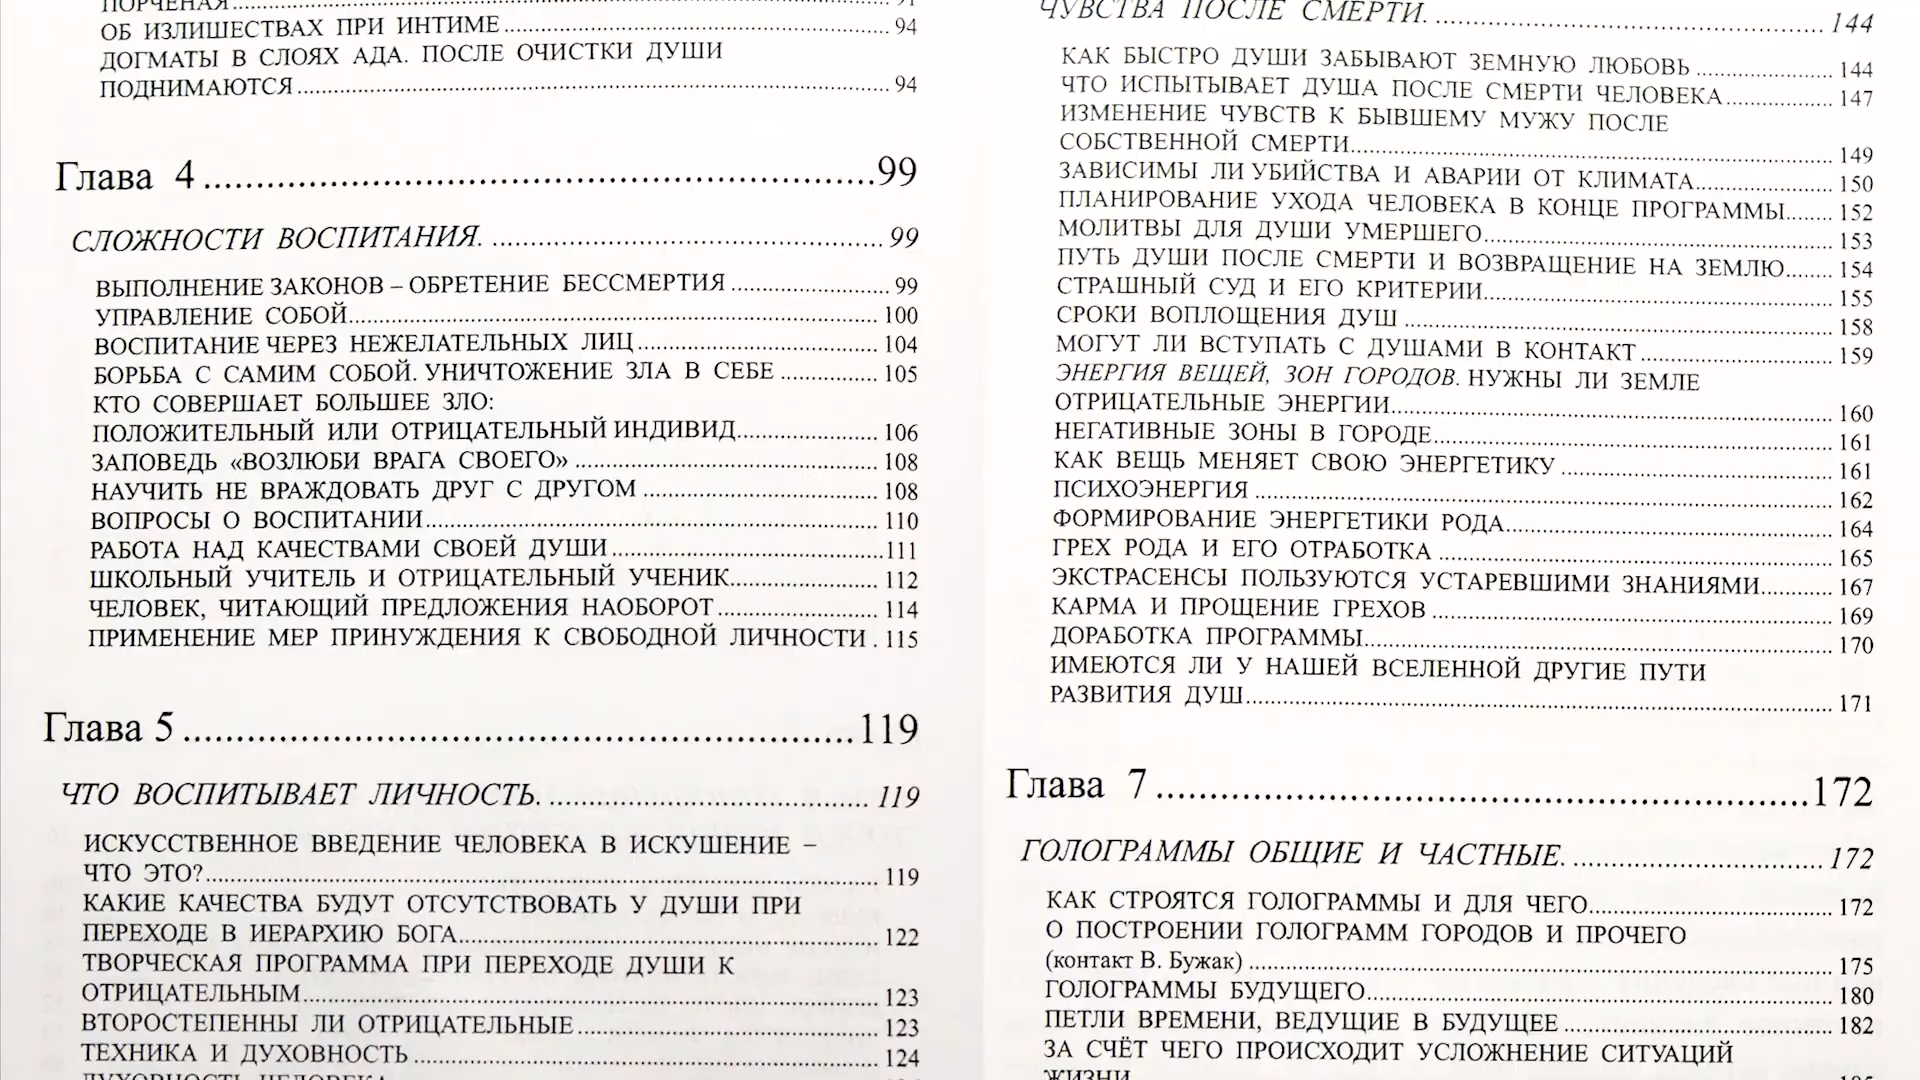 ПОРЧЕНАЯ 91
ОБ ИЗЛИШЕСТВАХ ПРИ ИНТИМЕ 94
ДОГМАТЫ В СЛОЯХ АДА. ПОСЛЕ ОЧИСТКИ ДУШИ
ПОДНИМАЮТСЯ 94
Глава 4 99
СЛОЖНОСТИ ВОСПИТАНИЯ. 99
ВЫПОЛНЕНИЕ ЗАКОНОВ – ОБРЕТЕНИЕ БЕССМЕРТИЯ 99
УПРАВЛЕНИЕ СОБОЙ 100
ВОСПИТАНИЕ ЧЕРЕЗ НЕЖЕЛАТЕЛЬНЫХ ЛИЦ 104
БОРЬБА С САМИМ СОБОЙ. УНИЧТОЖЕНИЕ ЗЛА В СЕБЕ 105
КТО СОВЕРШАЕТ БОЛЬШЕЕ ЗЛО:
ПОЛОЖИТЕЛЬНЫЙ ИЛИ ОТРИЦАТЕЛЬНЫЙ ИНДИВИД 106
ЗАПОВЕДЬ «ВОЗЛЮБИ ВРАГА СВОЕГО» 108
НАУЧИТЬ НЕ ВРАЖДОВАТЬ ДРУГ С ДРУГОМ 108
ВОПРОСЫ О ВОСПИТАНИИ 110
РАБОТА НАД КАЧЕСТВАМИ СВОЕЙ ДУШИ 111
ШКОЛЬНЫЙ УЧИТЕЛЬ И ОТРИЦАТЕЛЬНЫЙ УЧЕНИК 112
ЧЕЛОВЕК, ЧИТАЮЩИЙ ПРЕДЛОЖЕНИЯ НАОБОРОТ 114
ПРИМЕНЕНИЕ МЕР ПРИНУЖДЕНИЯ К СВОБОДНОЙ ЛИЧНОСТИ . 115
Глава 5 119
ЧТО ВОСПИТЫВАЕТ ЛИЧНОСТЬ. 119
ИСКУССТВЕННОЕ ВВЕДЕНИЕ ЧЕЛОВЕКА В ИСКУШЕНИЕ –
ЧТО ЭТО? 119
КАКИЕ КАЧЕСТВА БУДУТ ОТСУТСТВОВАТЬ У ДУШИ ПРИ
ПЕРЕХОДЕ В ИЕРАРХИЮ БОГА 122
ТВОРЧЕСКАЯ ПРОГРАММА ПРИ ПЕРЕХОДЕ ДУШИ К
ОТРИЦАТЕЛЬНЫМ 123
ВТОРОСТЕПЕННЫ ЛИ ОТРИЦАТЕЛЬНЫЕ 123
ТЕХНИКА И ДУХОВНОСТЬ 124
ДУХОВНОСТЬ ЧЕЛОВЕКА
ЧУВСТВА ПОСЛЕ СМЕРТИ. 144
КАК БЫСТРО ДУШИ ЗАБЫВАЮТ ЗЕМНУЮ ЛЮБОВЬ 144
ЧТО ИСПЫТЫВАЕТ ДУША ПОСЛЕ СМЕРТИ ЧЕЛОВЕКА 147
ИЗМЕНЕНИЕ ЧУВСТВ К БЫВШЕМУ МУЖУ ПОСЛЕ
СОБСТВЕННОЙ СМЕРТИ 149
ЗАВИСИМЫ ЛИ УБИЙСТВА И АВАРИИ ОТ КЛИМАТА 150
ПЛАНИРОВАНИЕ УХОДА ЧЕЛОВЕКА В КОНЦЕ ПРОГРАММЫ 152
МОЛИТВЫ ДЛЯ ДУШИ УМЕРШЕГО 153
ПУТЬ ДУШИ ПОСЛЕ СМЕРТИ И ВОЗВРАЩЕНИЕ НА ЗЕМЛЮ 154
СТРАШНЫЙ СУД И ЕГО КРИТЕРИИ 155
СРОКИ ВОПЛОЩЕНИЯ ДУШ 158
МОГУТ ЛИ ВСТУПАТЬ С ДУШАМИ В КОНТАКТ 159
ЭНЕРГИЯ ВЕЩЕЙ, ЗОН ГОРОДОВ. НУЖНЫ ЛИ ЗЕМЛЕ
ОТРИЦАТЕЛЬНЫЕ ЭНЕРГИИ 160
НЕГАТИВНЫЕ ЗОНЫ В ГОРОДЕ 161
КАК ВЕЩЬ МЕНЯЕТ СВОЮ ЭНЕРГЕТИКУ 161
ПСИХОЭНЕРГИЯ 162
ФОРМИРОВАНИЕ ЭНЕРГЕТИКИ РОДА 164
ГРЕХ РОДА И ЕГО ОТРАБОТКА 165
ЭКСТРАСЕНСЫ ПОЛЬЗУЮТСЯ УСТАРЕВШИМИ ЗНАНИЯМИ 167
КАРМА И ПРОЩЕНИЕ ГРЕХОВ 169
ДОРАБОТКА ПРОГРАММЫ 170
ИМЕЮТСЯ ЛИ У НАШЕЙ ВСЕЛЕННОЙ ДРУГИЕ ПУТИ
РАЗВИТИЯ ДУШ 171
Глава 7 172
ГОЛОГРАММЫ ОБЩИЕ И ЧАСТНЫЕ. 172
КАК СТРОЯТСЯ ГОЛОГРАММЫ И ДЛЯ ЧЕГО 172
О ПОСТРОЕНИИ ГОЛОГРАММ ГОРОДОВ И ПРОЧЕГО
(контакт В. Бужак) 175
ГОЛОГРАММЫ БУДУЩЕГО 180
ПЕТЛИ ВРЕМЕНИ, ВЕДУЩИЕ В БУДУЩЕЕ 182
ЗА СЧЁТ ЧЕГО ПРОИСХОДИТ УСЛОЖНЕНИЕ СИТУАЦИЙ
ЖИЗНИ